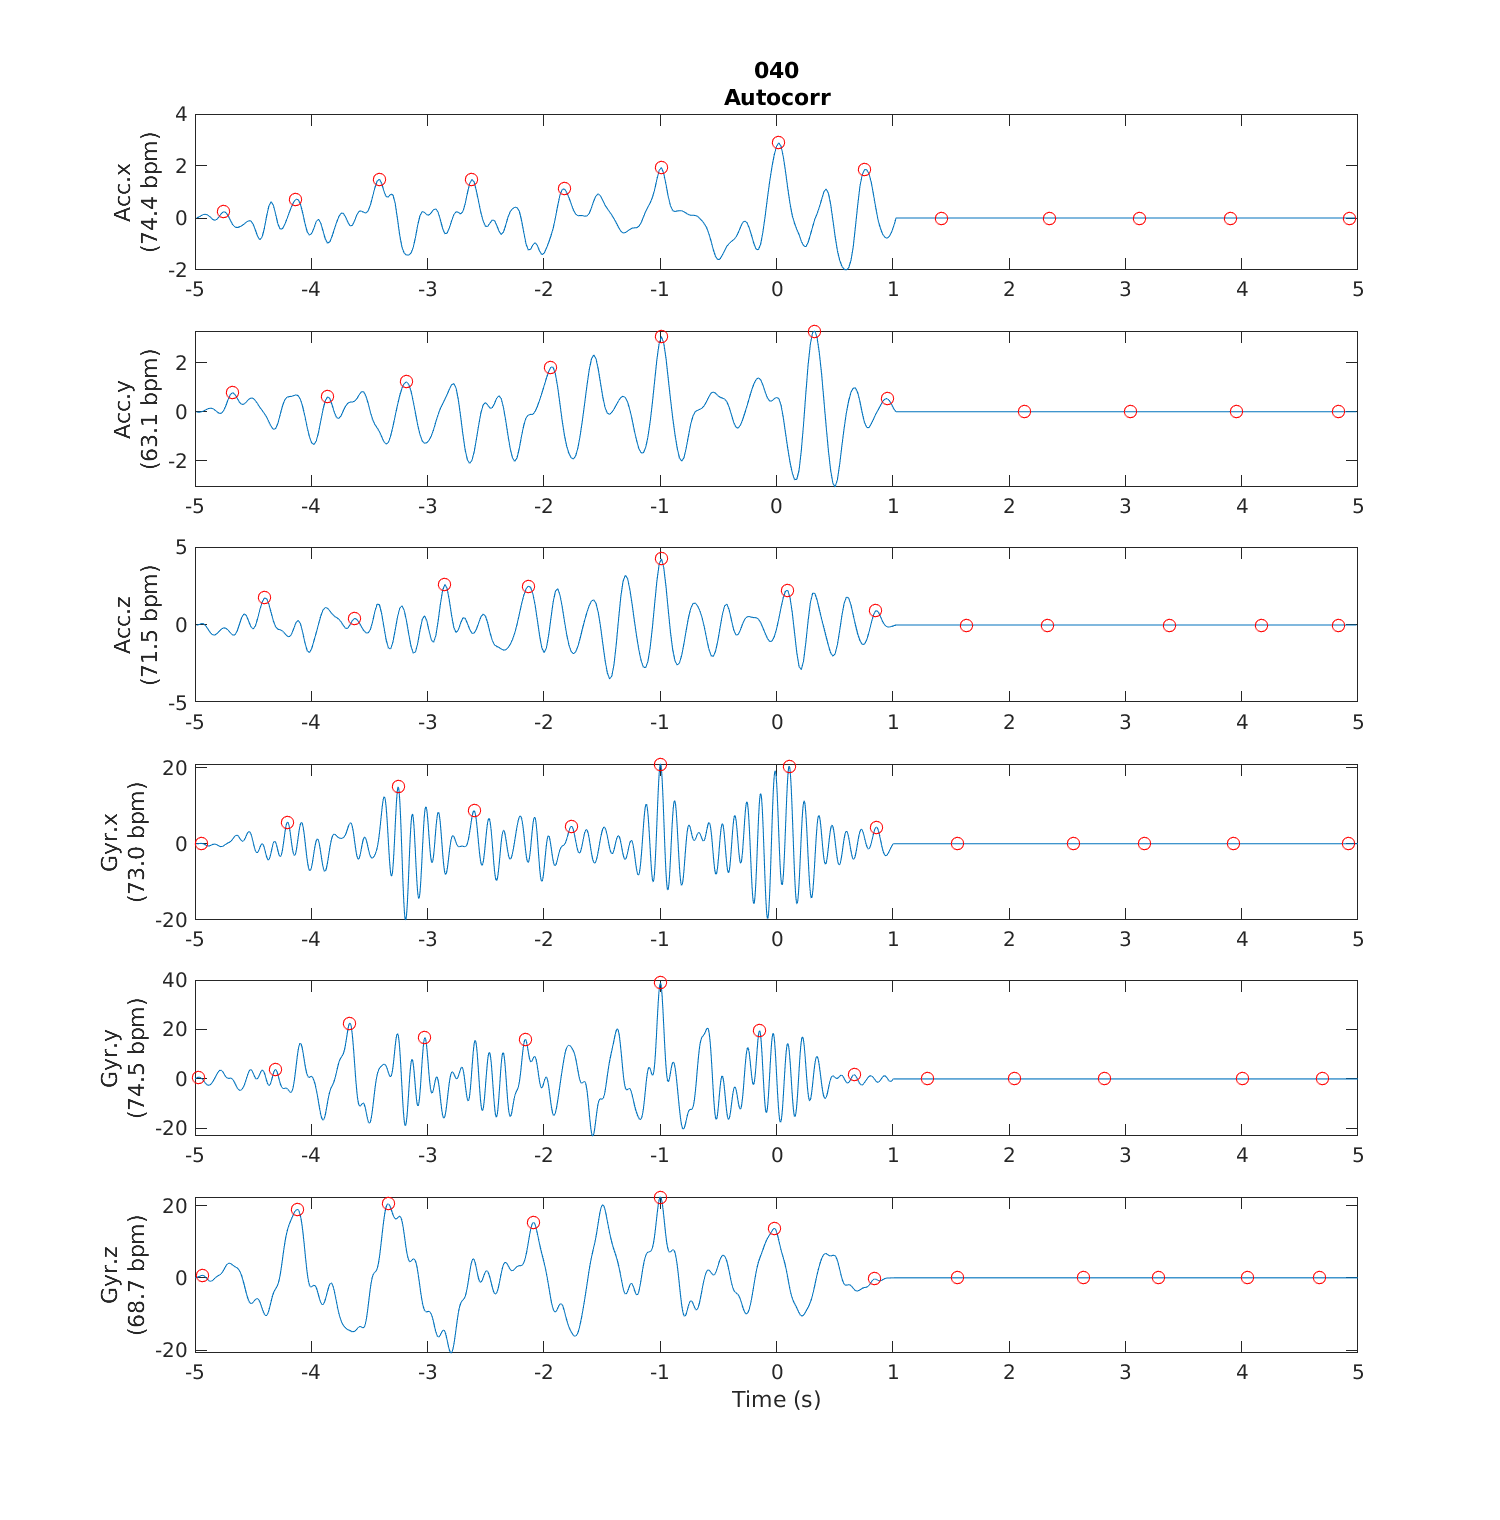 040
Autocorr
Acc.x
(74.4 bpm)
4
2
0
-2
-5 -4 -3 -2 -1 0 1 2 3 4 5
Acc.y
(63.1 bpm)
2
0
-2
-5 -4 -3 -2 -1 0 1 2 3 4 5
Acc.z
(71.5 bpm)
5
0
-5
-5 -4 -3 -2 -1 0 1 2 3 4 5
Gyr.x
(73.0 bpm)
20
0
-20
-5 -4 -3 -2 -1 0 1 2 3 4 5
Gyr.y
(74.5 bpm)
40
20
0
-20
-5 -4 -3 -2 -1 0 1 2 3 4 5
Gyr.z
(68.7 bpm)
20
0
-20
-5 -4 -3 -2 -1 0 1 2 3 4 5
Time (s)